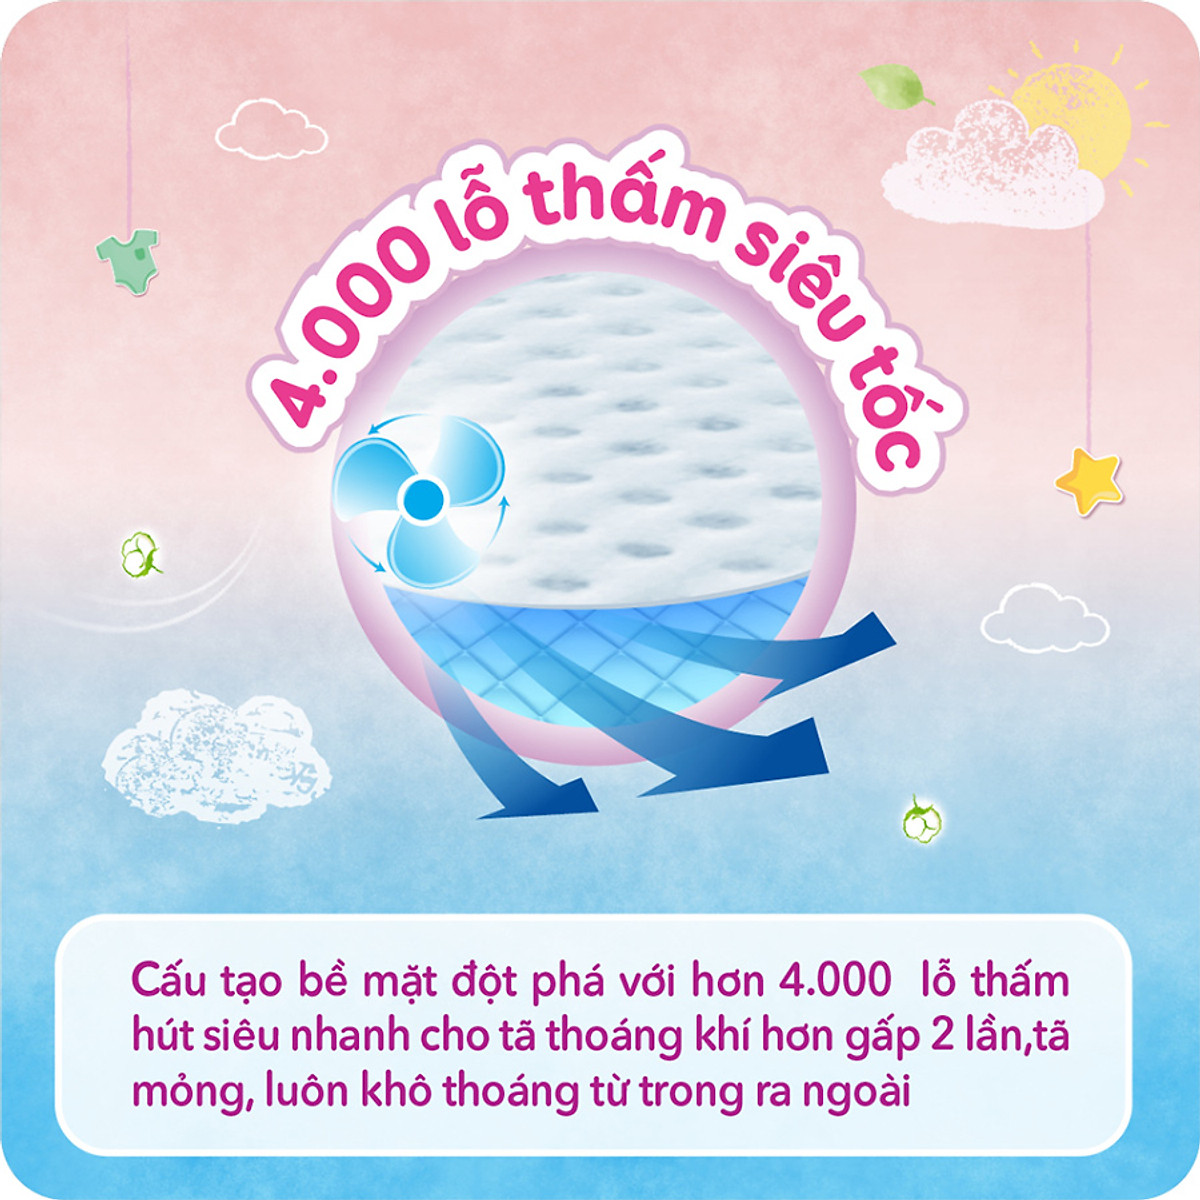 4.000 lỗ thấm siêu tốc
Cấu tạo bề mặt đột phá với hơn 4.000 lỗ thấm
hút siêu nhanh cho tã thoáng khí hơn gấp 2 lần,tã
mỏng, luôn khô thoáng từ trong ra ngoài